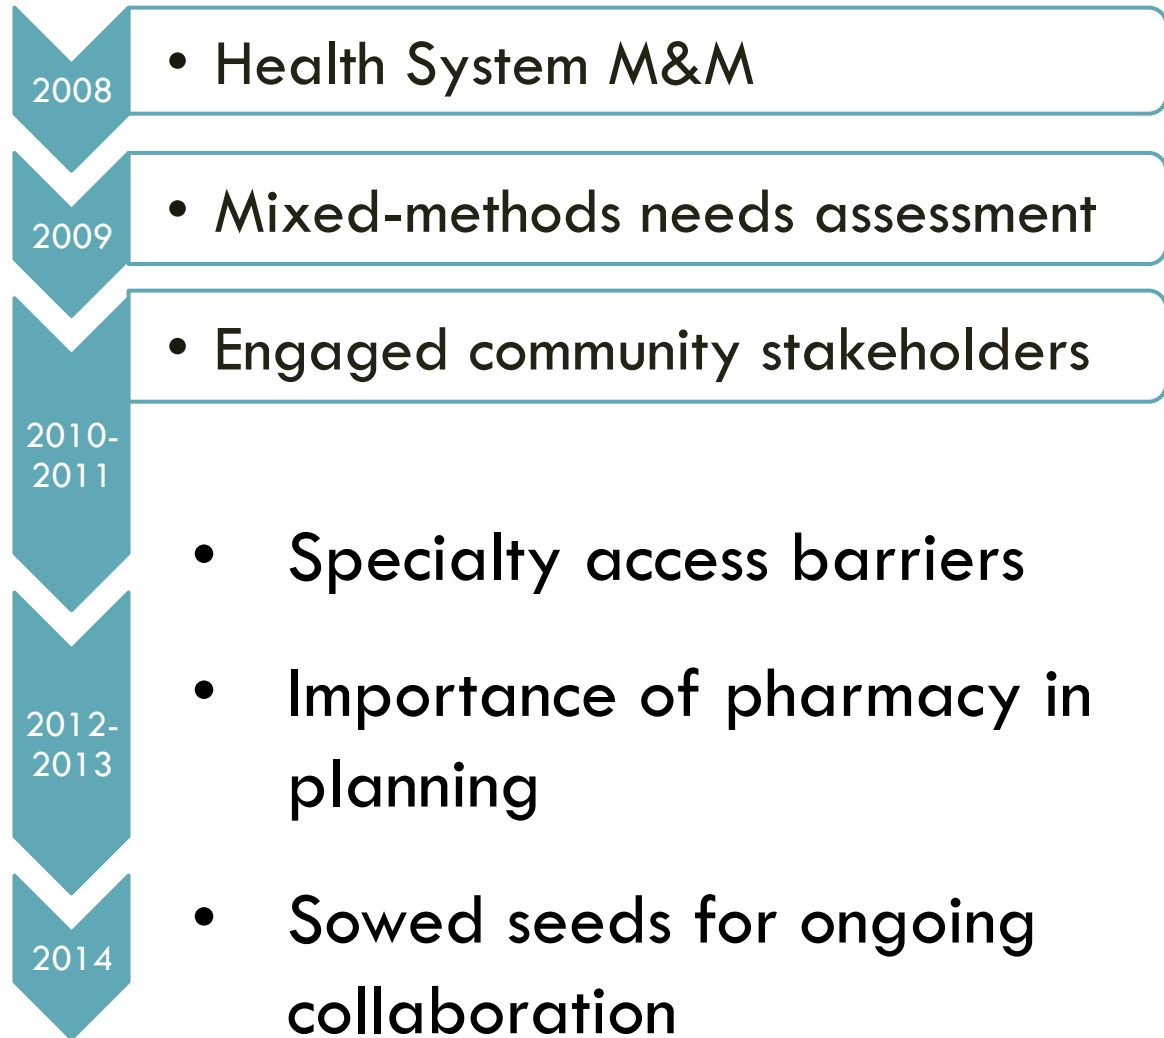 2008
• Health System M&M
2009
• Mixed-methods needs assessment
2010-
2011
• Engaged community stakeholders
• Specialty access barriers
2012-
2013
• Importance of pharmacy in
planning
2014
• Sowed seeds for ongoing
collaboration